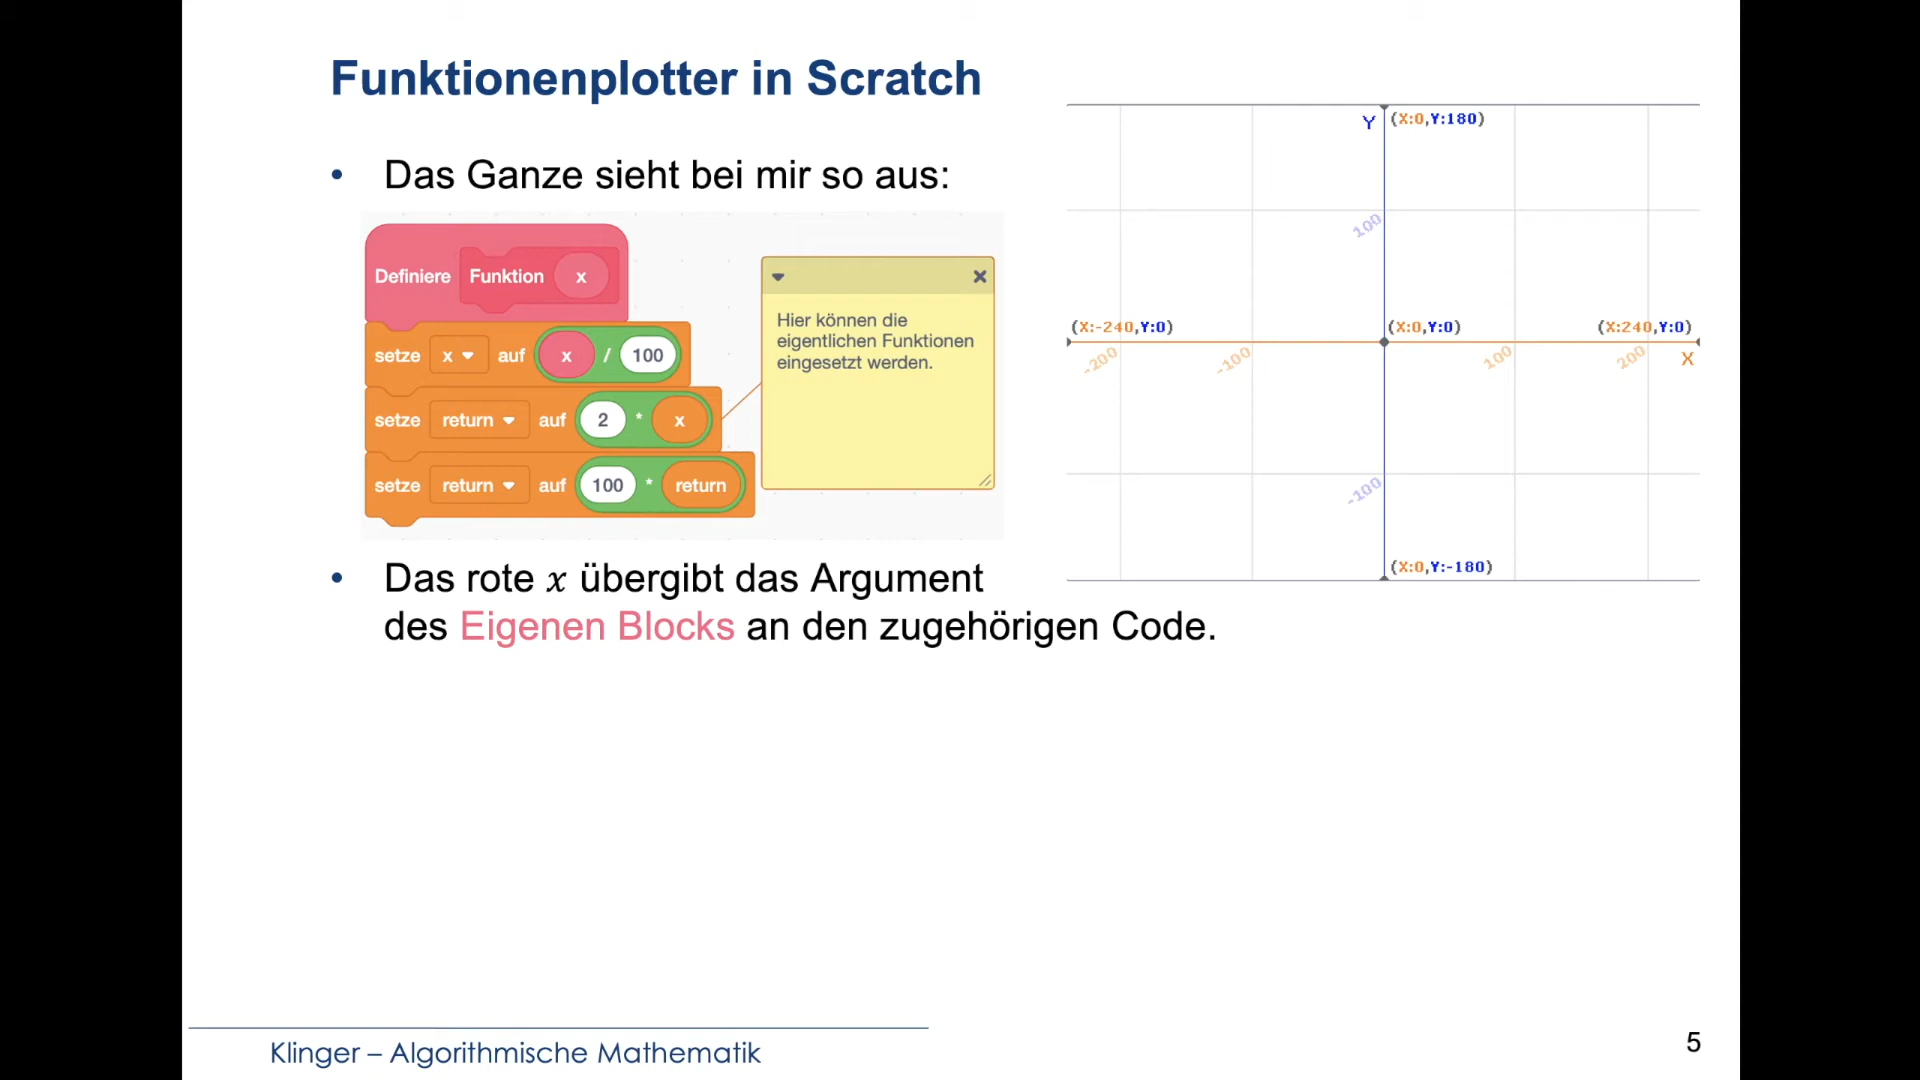 Funktionenplotter in Scratch
• Das Ganze sieht bei mir so aus:
Definiere Funktion x
setze x auf x / 100
setze return auf 2 * x
setze return auf 100 * return
Hier können die
eigentlichen Funktionen
eingesetzt werden.
Y (X:0,Y:180)
100
(X:-240,Y:0) (X:0,Y:0) (X:240,Y:0)
-200 -100 100 200 X
-100
(X:0,Y:-180)
• Das rote x übergibt das Argument
des Eigenen Blocks an den zugehörigen Code.
Klinger – Algorithmische Mathematik
5